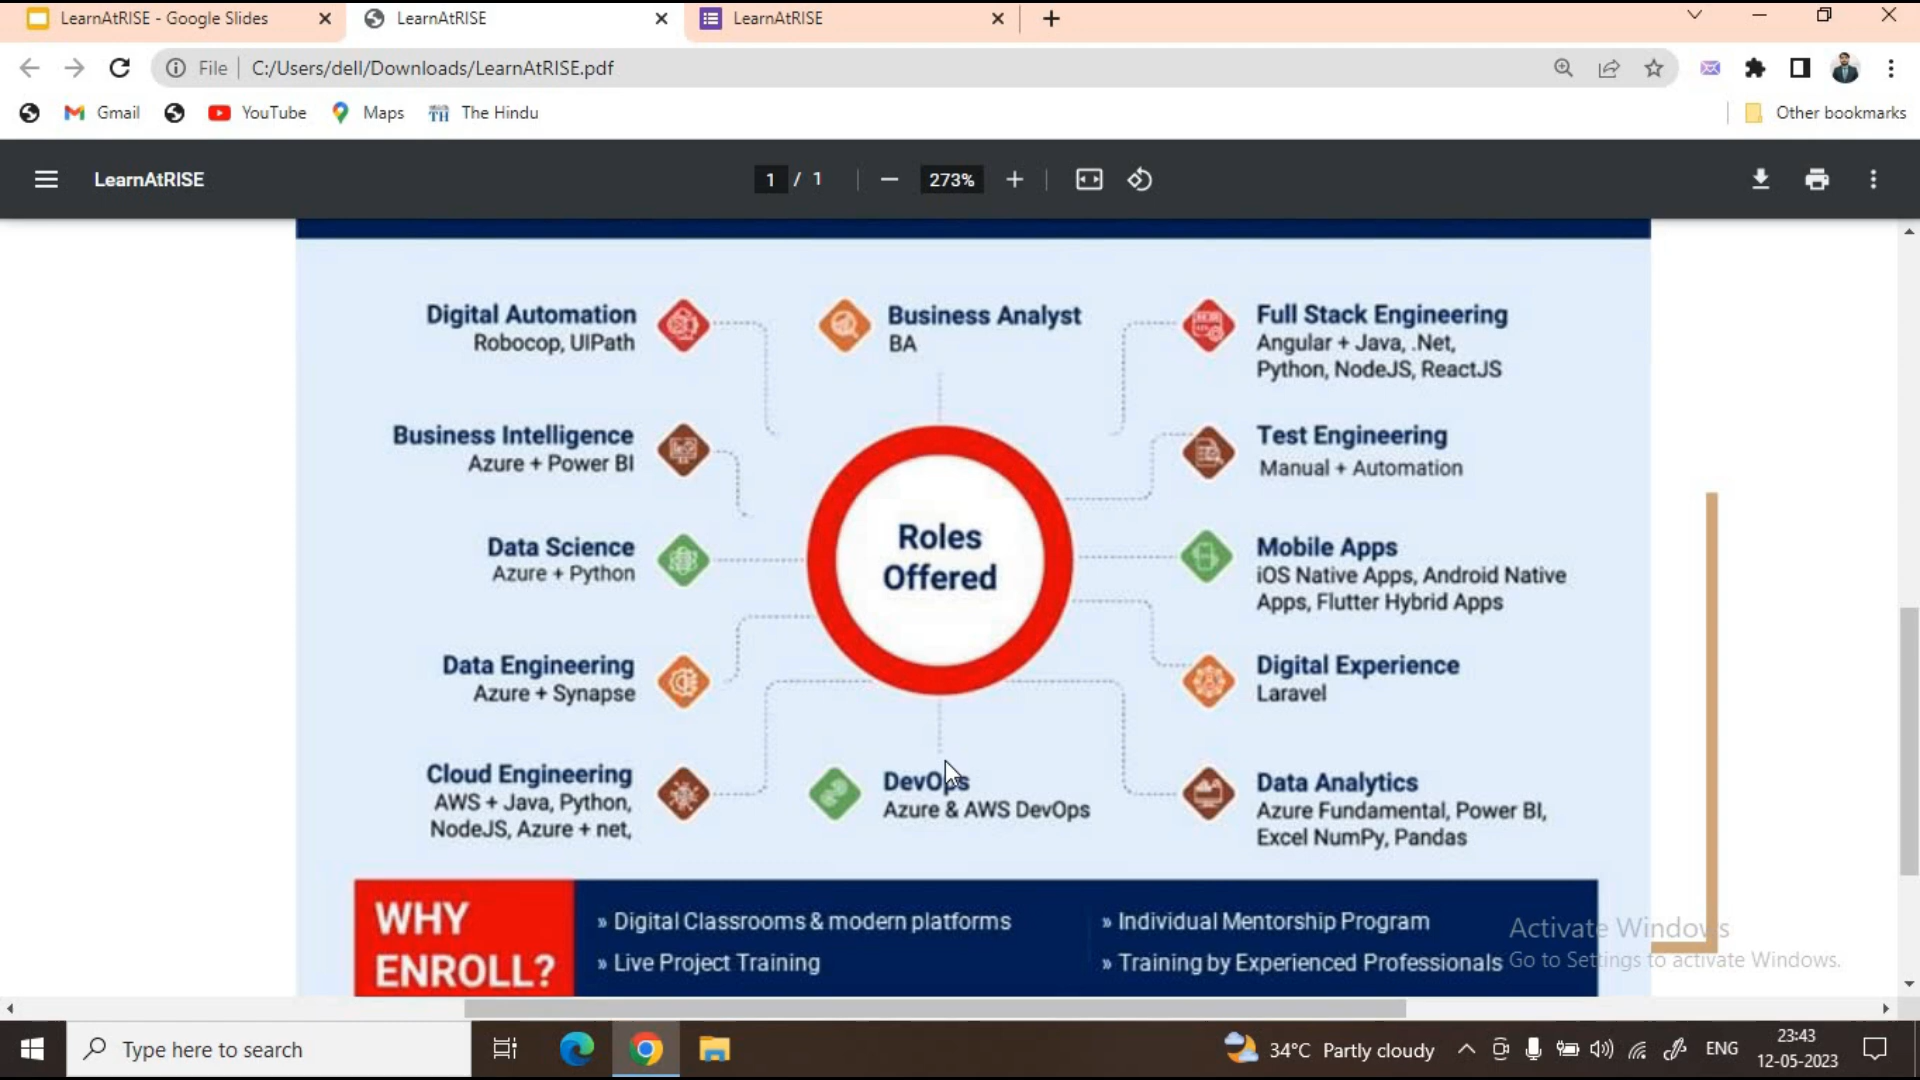 LearnAtRISE - Google Slides
LearnAtRISE
LearnAtRISE
File
C:/Users/dell/Downloads/LearnAtRISE.pdf
Gmail
YouTube
Maps
The Hindu
Other bookmarks
LearnAtRISE
1 / 1
273%
Digital Automation
Robocop, UIPath
Business Analyst
BA
Full Stack Engineering
Angular + Java, .Net,
Python, NodeJS, ReactJS
Business Intelligence
Azure + Power BI
Test Engineering
Manual + Automation
Roles
Offered
Data Science
Azure + Python
Mobile Apps
iOS Native Apps, Android Native
Apps, Flutter Hybrid Apps
Data Engineering
Azure + Synapse
Digital Experience
Laravel
Cloud Engineering
AWS + Java, Python,
NodeJS, Azure + net,
DevOps
Azure & AWS DevOps
Data Analytics
Azure Fundamental, Power BI,
Excel NumPy, Pandas
WHY
ENROLL?
» Digital Classrooms & modern platforms
» Live Project Training
» Individual Mentorship Program
» Training by Experienced Professionals
Activate Windows
Go to Settings to activate Windows.
Type here to search
34°C Partly cloudy
ENG
23:43
12-05-2023